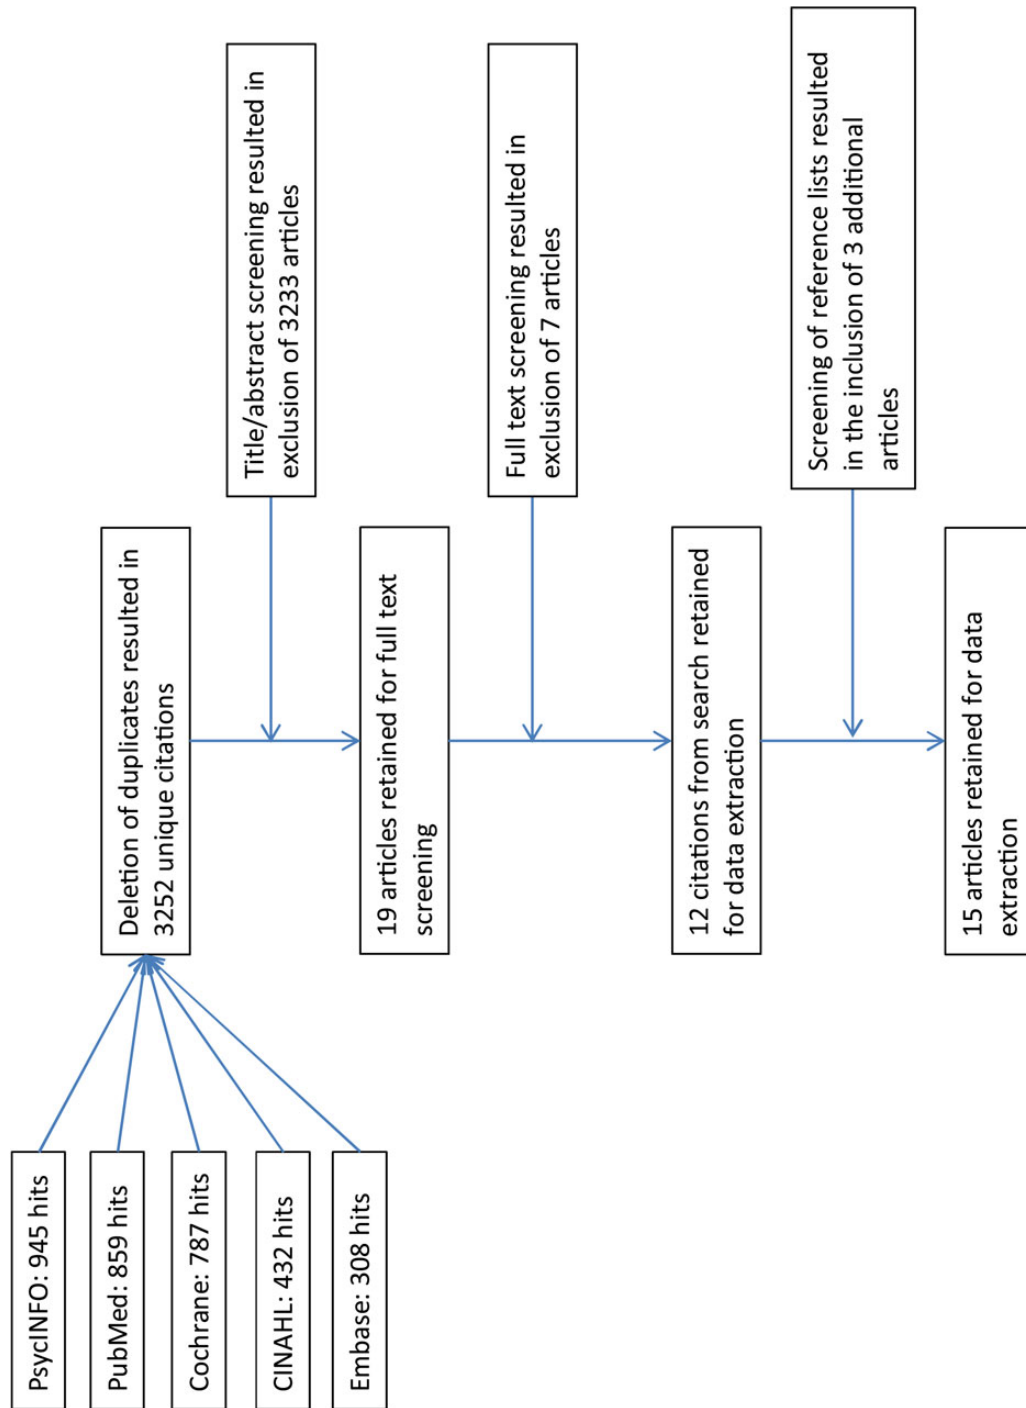 PsycINFO: 945 hits
PubMed: 859 hits
Cochrane: 787 hits
CINAHL: 432 hits
Embase: 308 hits
Deletion of duplicates resulted in
3252 unique citations
Title/abstract screening resulted in
exclusion of 3233 articles
19 articles retained for full text
screening
Full text screening resulted in
exclusion of 7 articles
12 citations from search retained
for data extraction
Screening of reference lists resulted
in the inclusion of 3 additional
articles
15 articles retained for data
extraction